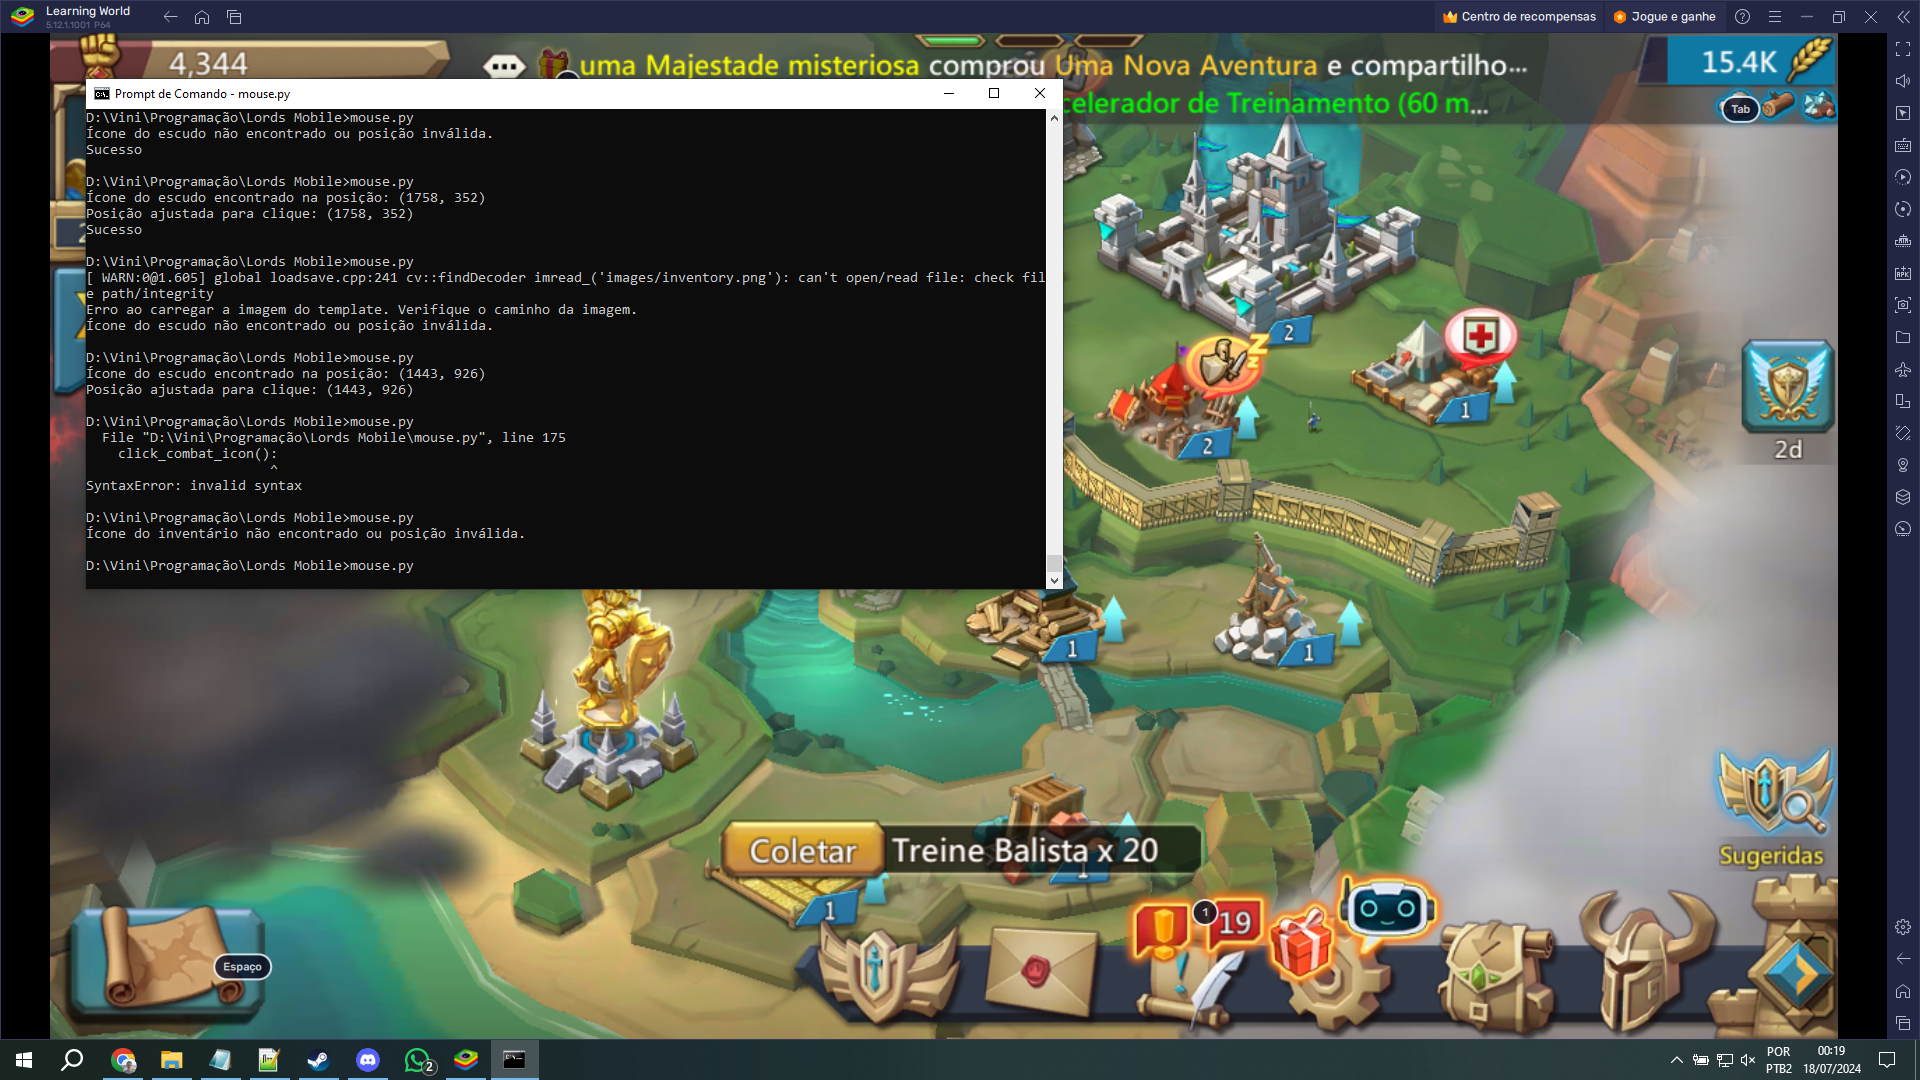 Learning World
5.12.1.1001 P64
Centro de recompensas
Jogue e ganhe
4,344
uma Majestade misteriosa comprou Uma Nova Aventura e compartilho...
celerador de Treinamento (60 m...
15.4K
Tab
Prompt de Comando - mouse.py
D:\Vini\Programação\Lords Mobile>mouse.py
Ícone do escudo não encontrado ou posição inválida.
Sucesso
D:\Vini\Programação\Lords Mobile>mouse.py
Ícone do escudo encontrado na posição: (1758, 352)
Posição ajustada para clique: (1758, 352)
Sucesso
D:\Vini\Programação\Lords Mobile>mouse.py
[ WARN:0@1.605] global loadsave.cpp:241 cv::findDecoder imread_('images/inventory.png'): can't open/read file: check fil
e path/integrity
Erro ao carregar a imagem do template. Verifique o caminho da imagem.
Ícone do escudo não encontrado ou posição inválida.
D:\Vini\Programação\Lords Mobile>mouse.py
Ícone do escudo encontrado na posição: (1443, 926)
Posição ajustada para clique: (1443, 926)
D:\Vini\Programação\Lords Mobile>mouse.py
File "D:\Vini\Programação\Lords Mobile\mouse.py", line 175
click_combat_icon():
^
SyntaxError: invalid syntax
D:\Vini\Programação\Lords Mobile>mouse.py
Ícone do inventário não encontrado ou posição inválida.
D:\Vini\Programação\Lords Mobile>mouse.py
2
2
1
2d
1
1
Coletar
Treine Balista x 20
1
1
Sugeridas
Espaço
1
19
2
POR
PTB2
00:19
18/07/2024